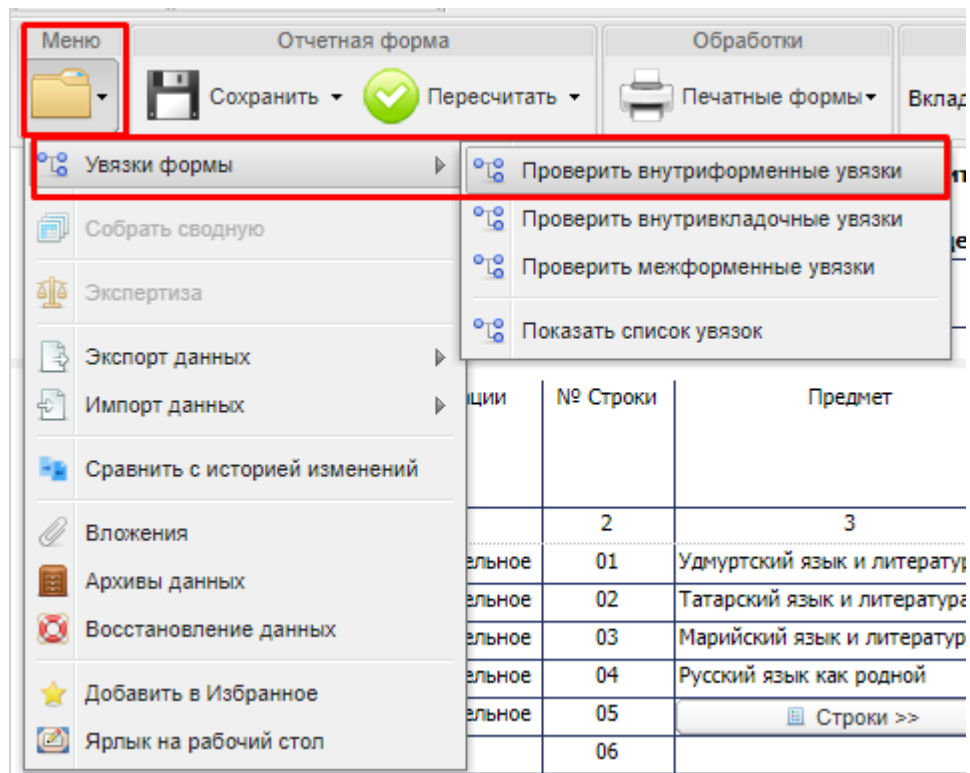 Меню Отчетная форма Обработки
Сохранить Пересчитать Печатные формы
Увязки формы Проверить внутриформенные увязки
Собрать сводную Проверить внутривкладочные увязки
Экспертиза Проверить межформенные увязки
Показать список увязок
Экспорт данных
Импорт данных № Строки Предмет
Сравнить с историей изменений
Вложения 2 3
Архивы данных 01 Удмуртский язык и
02 Татарский язык и литература
Восстановление данных 03 Марийский язык и
04 Русский язык как родной
Добавить в Избранное 05 Строки >>
Ярлык на рабочий стол 06